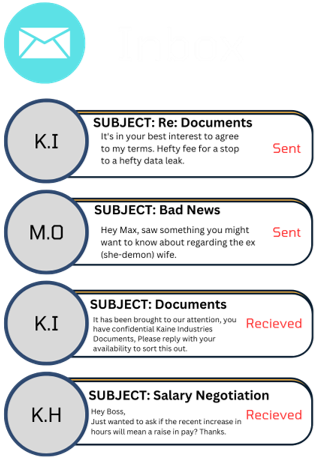 K.I
SUBJECT: Re: Documents
It's in your best interest to agree
to my terms. Hefty fee for a stop
to a hefty data leak.
Sent
M.O
SUBJECT: Bad News
Hey Max, saw something you might
want to know about regarding the ex
(she-demon) wife.
Sent
K.I
SUBJECT: Documents
It has been brought to our attention, you
have confidential Kaine Industries
Documents, Please reply with your
availability to sort this out.
Recieved
K.H
SUBJECT: Salary Negotiation
Hey Boss,
Just wanted to ask if the recent increase in
hours will mean a raise in pay? Thanks.
Recieved